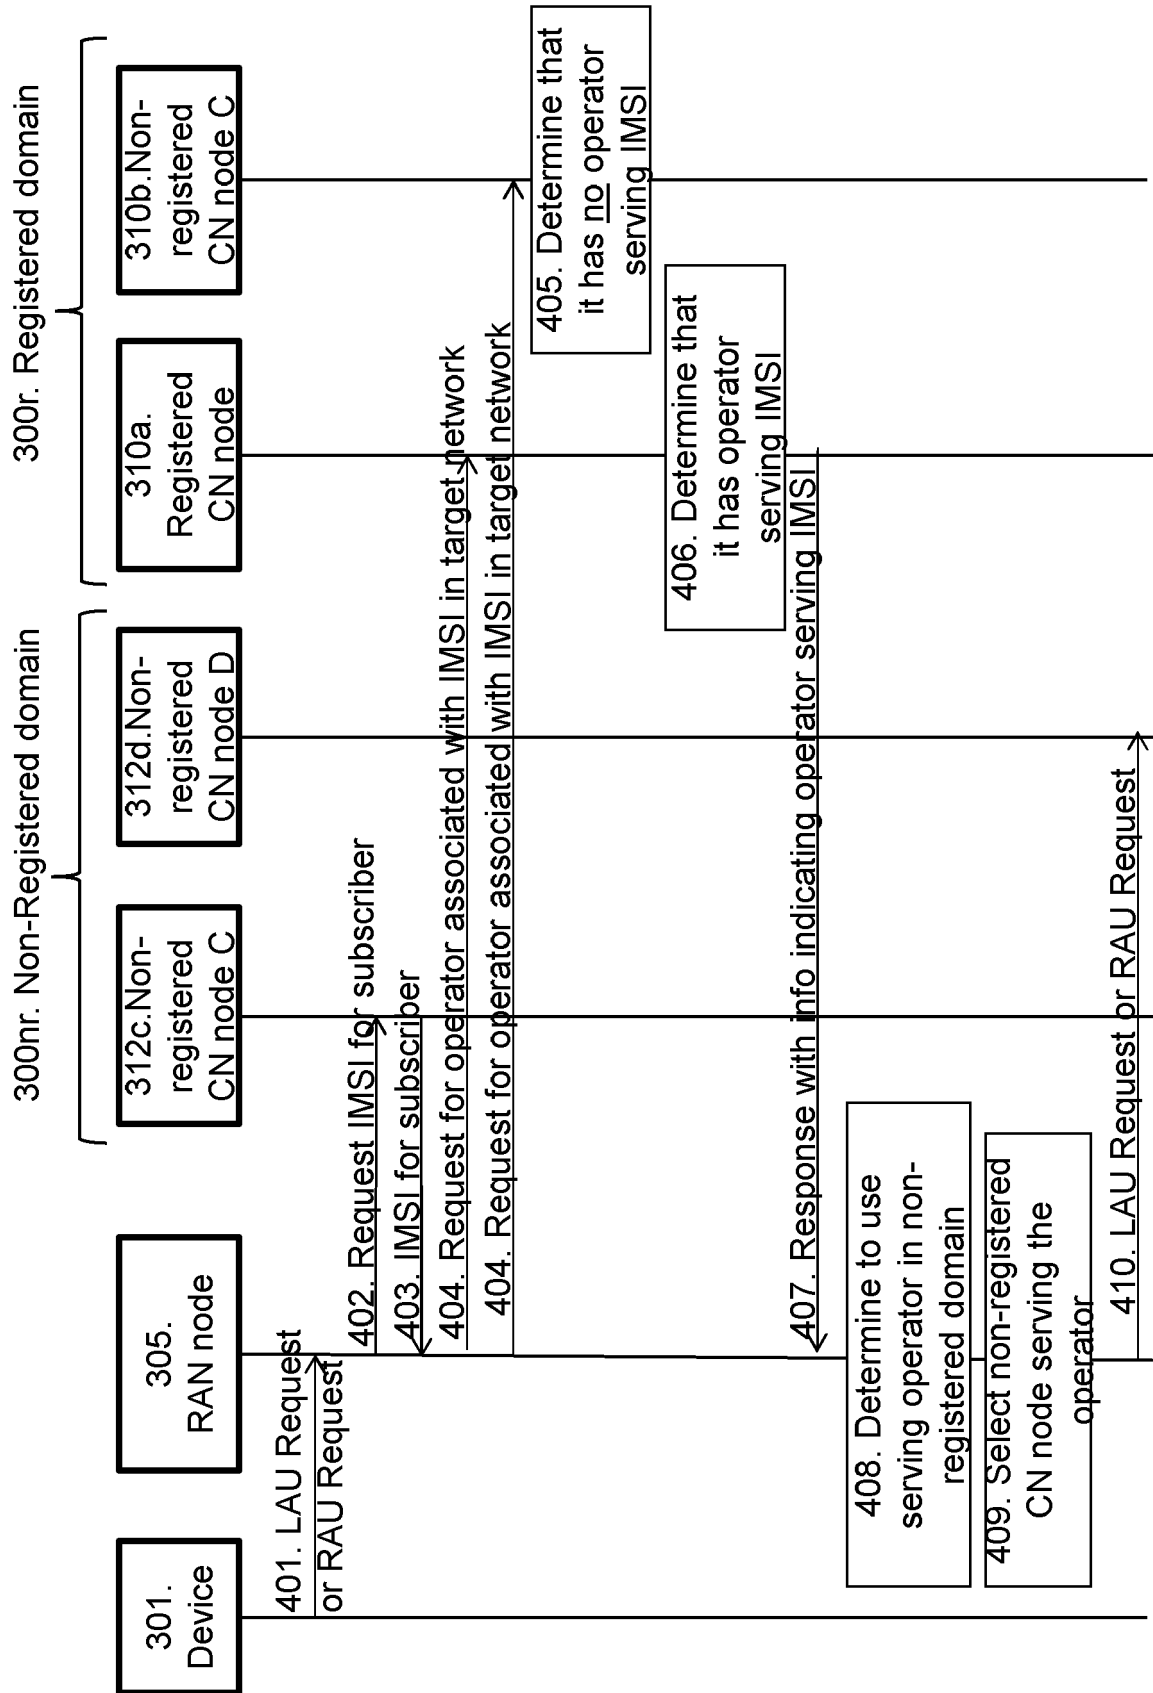 300nr. Non-Registered domain
300r. Registered domain
301.
Device
305.
RAN node
312c.Non-
registered
CN node C
312d.Non-
registered
CN node D
310a.
Registered
CN node
310b.Non-
registered
CN node C
401. LAU Request
or RAU Request
402. Request IMSI for subscriber
403. IMSI for subscriber
404. Request for operator associated with IMSI in target network
404. Request for operator associated with IMSI in target network
405. Determine that
it has no operator
serving IMSI
406. Determine that
it has operator
serving IMSI
407. Response with info indicating operator serving IMSI
408. Determine to use
serving operator in non-
registered domain
409. Select non-registered
CN node serving the
operator
410. LAU Request or RAU Request